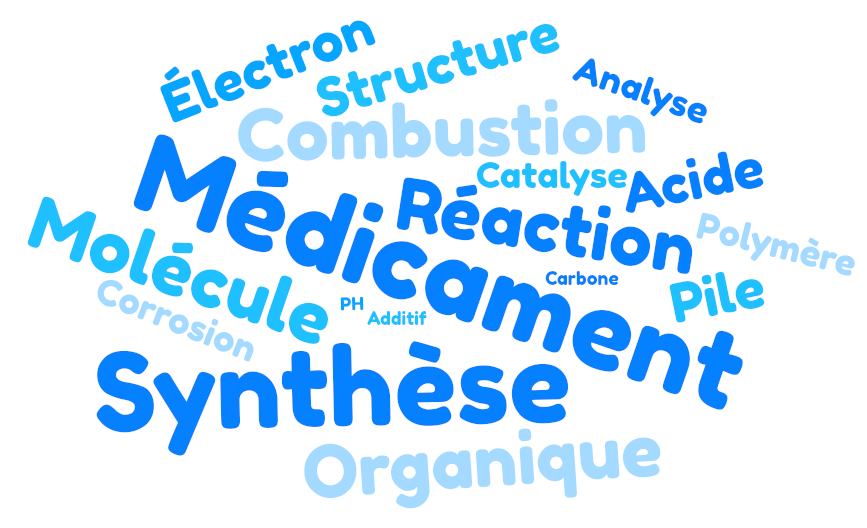 Électron
Structure
Analyse
Combustion
Médicament
Catalyse
Acide
Réaction
Molécule
Polymère
Carbone
Corrosion
PH
Additif
Pile
Synthèse
Organique